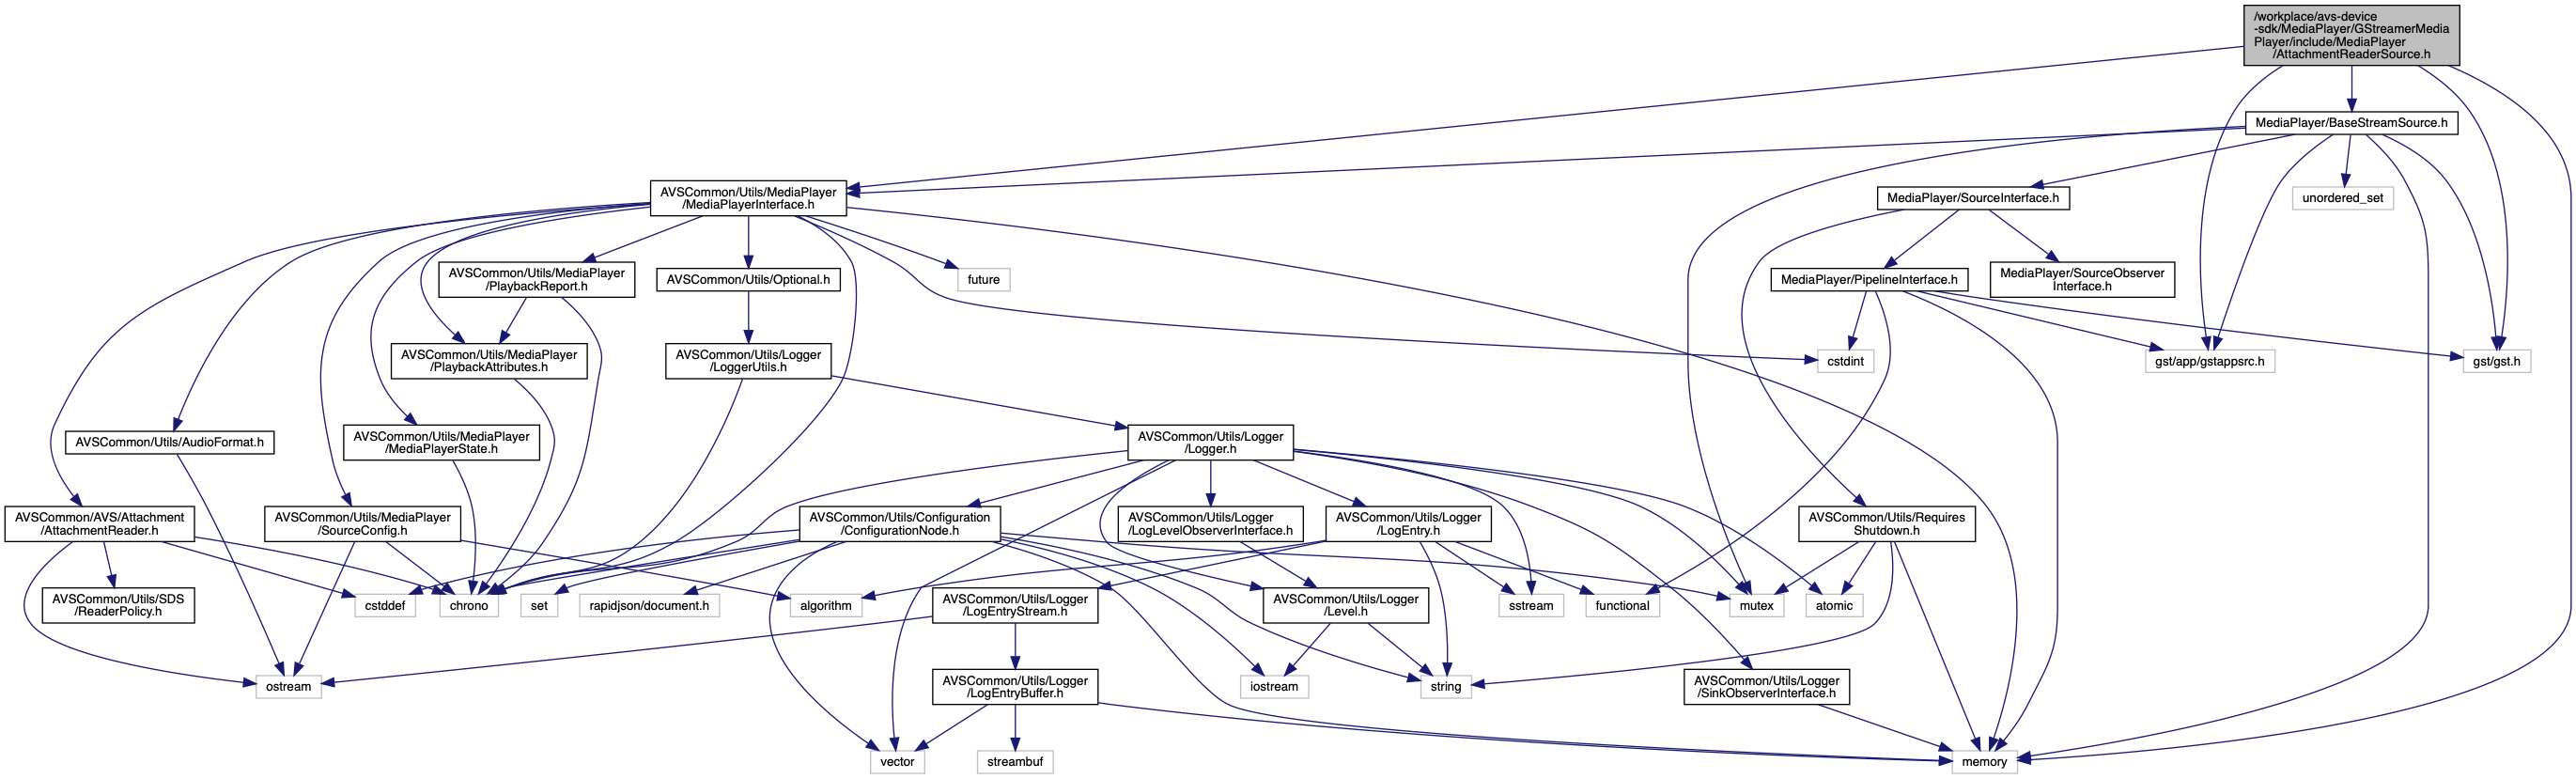 /workplace/avs-device
-sdk/MediaPlayer/GStreamerMedia
Player/include/MediaPlayer
/AttachmentReaderSource.h
MediaPlayer/BaseStreamSource.h
AVSCommon/Utils/MediaPlayer
/MediaPlayerInterface.h
MediaPlayer/SourceInterface.h
unordered_set
AVSCommon/Utils/MediaPlayer
/PlaybackReport.h
AVSCommon/Utils/Optional.h
future
MediaPlayer/PipelineInterface.h
MediaPlayer/SourceObserver
Interface.h
AVSCommon/Utils/MediaPlayer
/PlaybackAttributes.h
AVSCommon/Utils/Logger
/LoggerUtils.h
cstdint
gst/app/gstappsrc.h
gst/gst.h
AVSCommon/Utils/AudioFormat.h
AVSCommon/Utils/MediaPlayer
/MediaPlayerState.h
AVSCommon/Utils/Logger
/Logger.h
AVSCommon/AVS/Attachment
/AttachmentReader.h
AVSCommon/Utils/MediaPlayer
/SourceConfig.h
AVSCommon/Utils/Configuration
/ConfigurationNode.h
AVSCommon/Utils/Logger
/LogLevelObserverInterface.h
AVSCommon/Utils/Logger
/LogEntry.h
AVSCommon/Utils/Requires
Shutdown.h
AVSCommon/Utils/SDS
/ReaderPolicy.h
cstddef
chrono
set
rapidjson/document.h
algorithm
AVSCommon/Utils/Logger
/LogEntryStream.h
AVSCommon/Utils/Logger
/Level.h
sstream
functional
mutex
atomic
ostream
AVSCommon/Utils/Logger
/LogEntryBuffer.h
iostream
string
AVSCommon/Utils/Logger
/SinkObserverInterface.h
vector
streambuf
memory